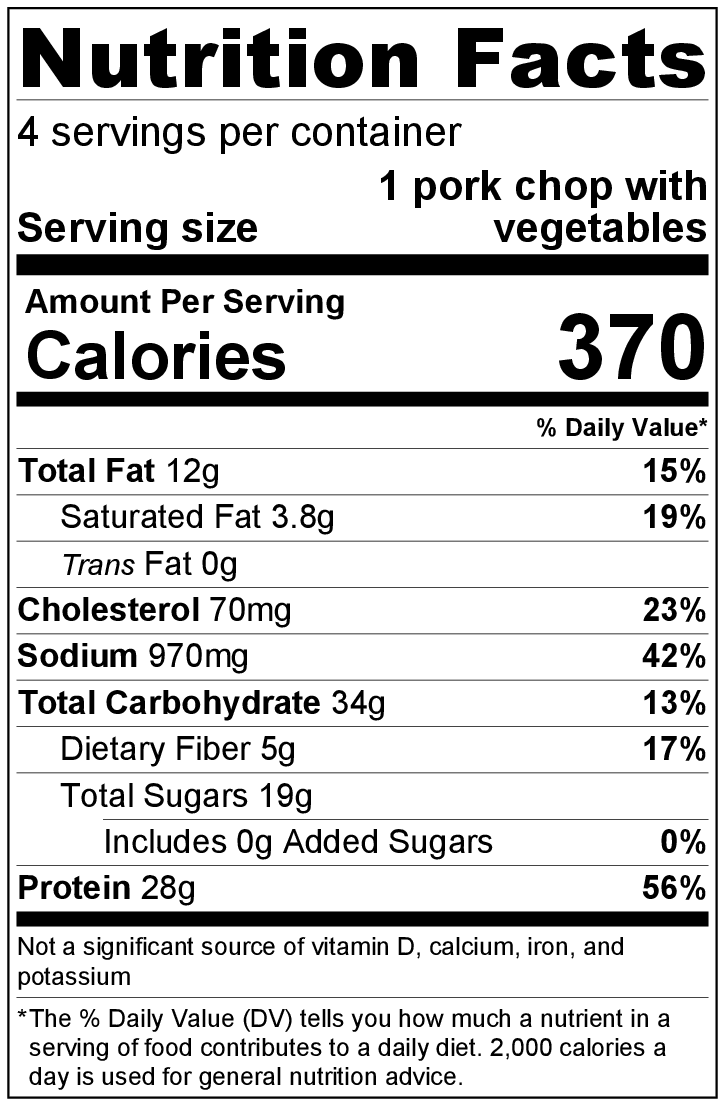 Nutrition Facts
4 servings per container
1 pork chop with
Serving size vegetables
Amount Per Serving
Calories 370
% Daily Value*
Total Fat 12g 15%
Saturated Fat 3.8g 19%
Trans Fat 0g
Cholesterol 70mg 23%
Sodium 970mg 42%
Total Carbohydrate 34g 13%
Dietary Fiber 5g 17%
Total Sugars 19g
Includes 0g Added Sugars 0%
Protein 28g 56%
Not a significant source of vitamin D, calcium, iron, and
potassium
*The % Daily Value (DV) tells you how much a nutrient in a
serving of food contributes to a daily diet. 2,000 calories a
day is used for general nutrition advice.